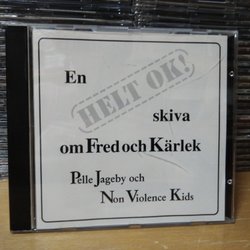 En
HELT OK!
skiva
om Fred och Kärlek
Pelle Jageby och
Non Violence Kids